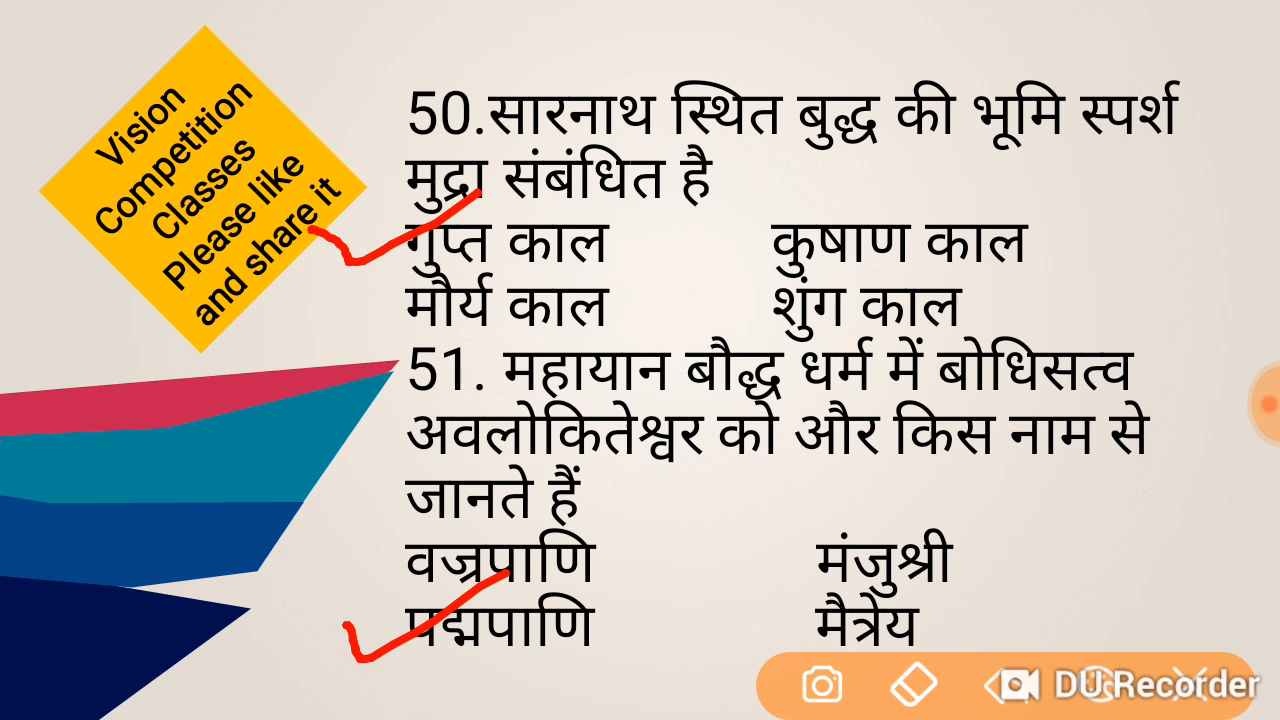 Vision
Competition
Classes
Please like
and share it
50.सारनाथ स्थित बुद्ध की भूमि स्पर्श
मुद्रा संबंधित है
गुप्त काल कुषाण काल
मौर्य काल शुंग काल
51. महायान बौद्ध धर्म में बोधिसत्व
अवलोकितेश्वर को और किस नाम से
जानते हैं
वज्रपाणि मंजुश्री
पद्मपाणि मैत्रेय
DU Recorder